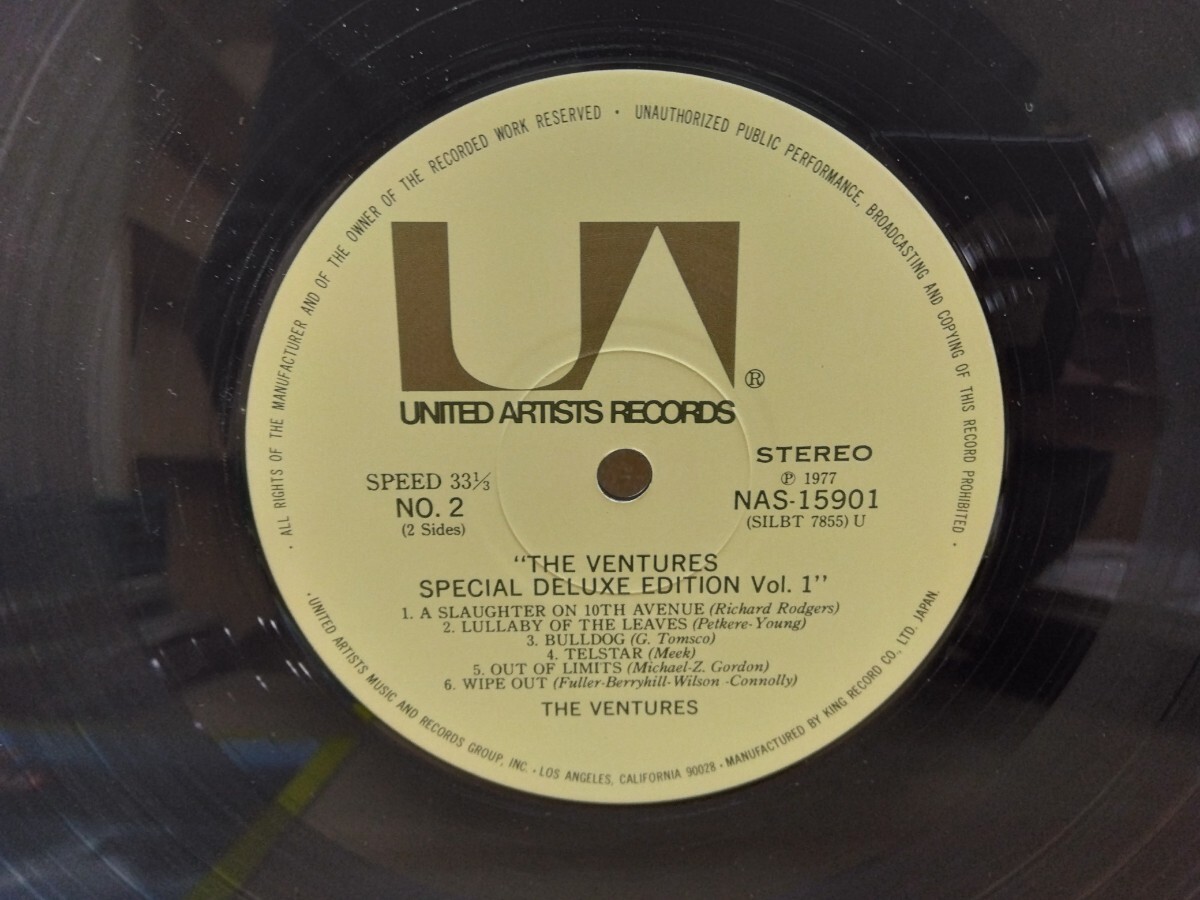 · ALL RIGHTS OF THE MANUFACTURER AND OF THE OWNER OF THE RECORDED WORK RESERVED · UNAUTHORIZED PUBLIC PERFORMANCE, BROADCASTING AND COPYING OF THIS RECORD PROHIBITED ·
UA ®
UNITED ARTISTS RECORDS
SPEED 33⅓
NO. 2
(2 Sides)
STEREO
℗ 1977
NAS-15901
(SILBT 7855) U
"THE VENTURES
SPECIAL DELUXE EDITION Vol. 1"
1. A SLAUGHTER ON 10TH AVENUE (Richard Rodgers)
2. LULLABY OF THE LEAVES (Petkere-Young)
3. BULLDOG (G. Tomsco)
4. TELSTAR (Meek)
5. OUT OF LIMITS (Michael-Z. Gordon)
6. WIPE OUT (Fuller-Berryhill-Wilson -Connolly)
THE VENTURES
· UNITED ARTISTS MUSIC AND RECORDS GROUP, INC. · LOS ANGELES, CALIFORNIA 90028 · MANUFACTURED BY KING RECORD CO., LTD. JAPAN.